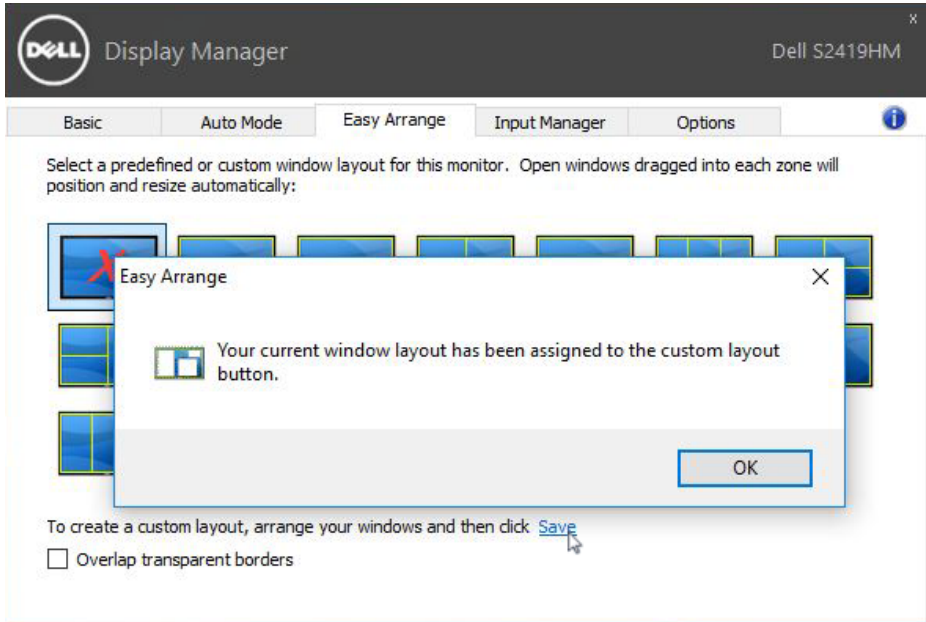 x
DELL Display Manager
Dell S2419HM
Basic Auto Mode Easy Arrange Input Manager Options i
Select a predefined or custom window layout for this monitor.  Open windows dragged into each zone will
position and resize automatically:
X
Easy Arrange
Your current window layout has been assigned to the custom layout
button.
OK
To create a custom layout, arrange your windows and then click Save
Overlap transparent borders